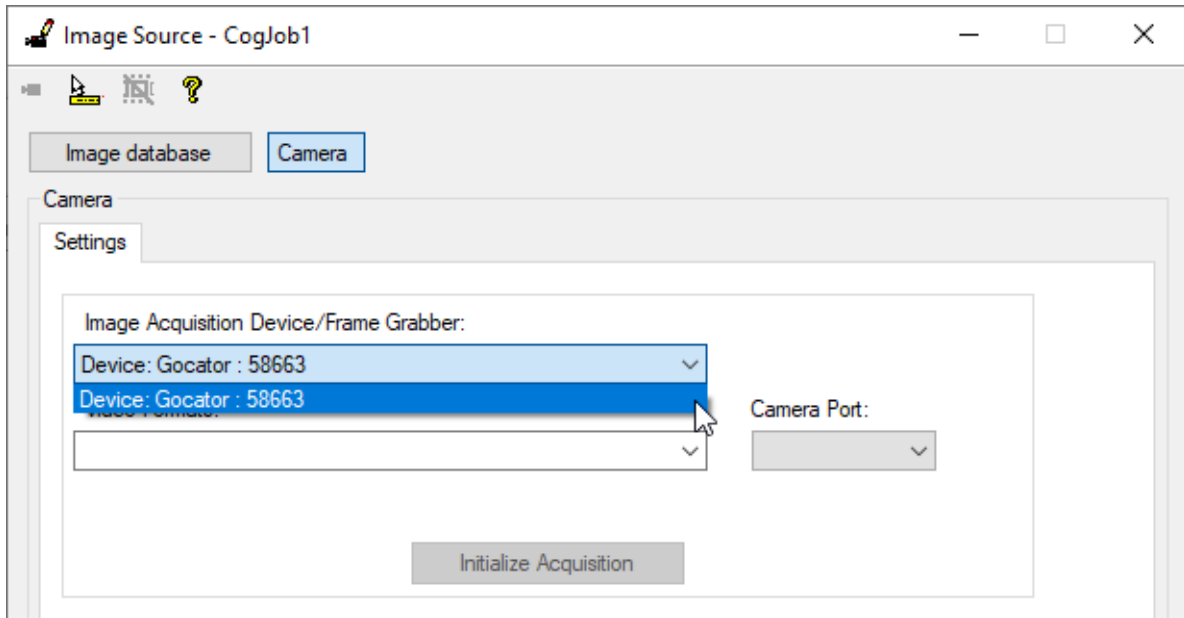 Image Source - CogJob1
Image database
Camera
Camera
Settings
Image Acquisition Device/Frame Grabber:
Device: Gocator : 58663
Device: Gocator : 58663
Camera Port:
Initialize Acquisition